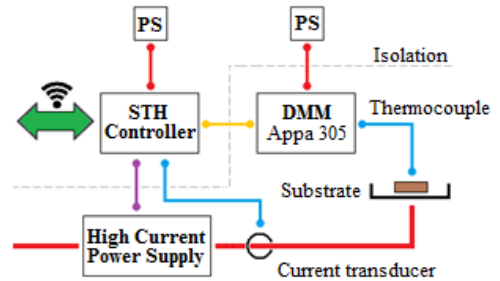 PS
PS
Isolation
STH
Controller
DMM
Appa 305
Thermocouple
Substrate
High Current
Power Supply
Current transducer